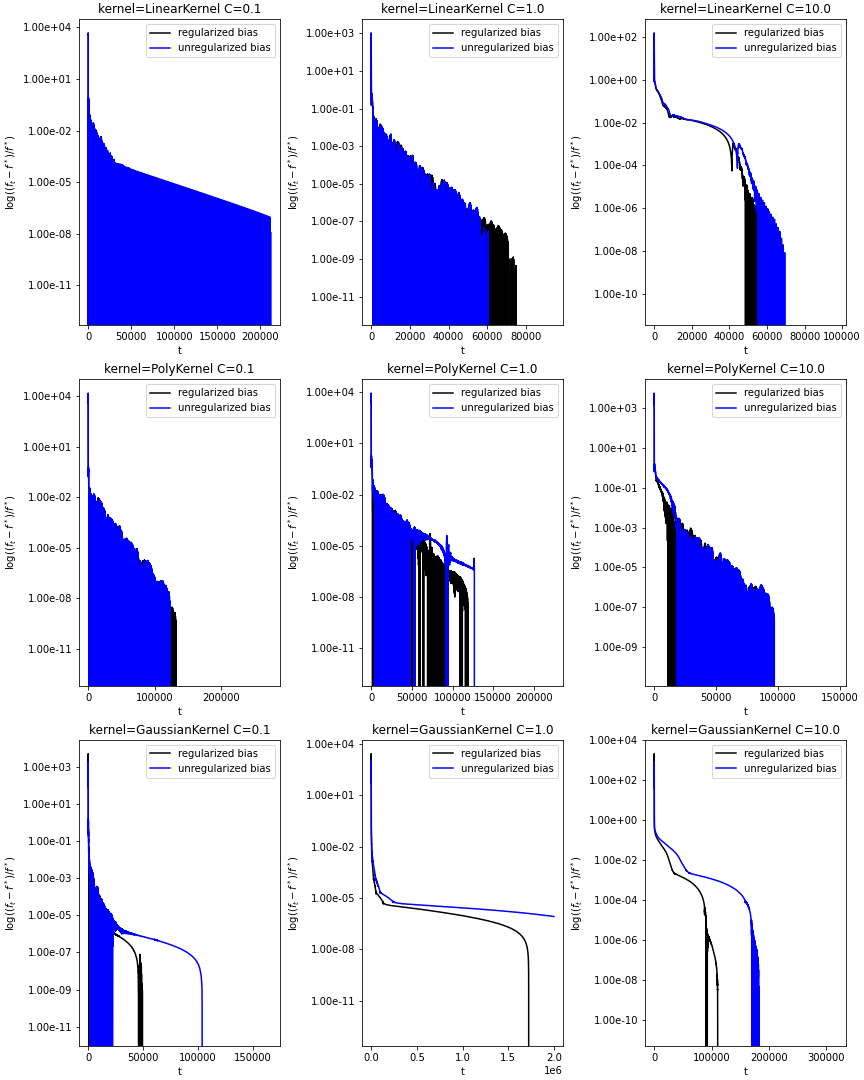 kernel=LinearKernel C=0.1
1.00e+04
1.00e+01
1.00e-02
1.00e-05
1.00e-08
1.00e-11
log((f_t − f*)/f*)
regularized bias
unregularized bias
0 50000 100000 150000 200000
t
kernel=LinearKernel C=1.0
1.00e+03
1.00e+01
1.00e-01
1.00e-03
1.00e-05
1.00e-07
1.00e-09
1.00e-11
log((f_t − f*)/f*)
regularized bias
unregularized bias
0 20000 40000 60000 80000
t
kernel=LinearKernel C=10.0
1.00e+02
1.00e+00
1.00e-02
1.00e-04
1.00e-06
1.00e-08
1.00e-10
log((f_t − f*)/f*)
regularized bias
unregularized bias
0 20000 40000 60000 80000 100000
t
kernel=PolyKernel C=0.1
1.00e+04
1.00e+01
1.00e-02
1.00e-05
1.00e-08
1.00e-11
log((f_t − f*)/f*)
regularized bias
unregularized bias
0 100000 200000
t
kernel=PolyKernel C=1.0
1.00e+04
1.00e+01
1.00e-02
1.00e-05
1.00e-08
1.00e-11
log((f_t − f*)/f*)
regularized bias
unregularized bias
0 50000 100000 150000 200000
t
kernel=PolyKernel C=10.0
1.00e+03
1.00e+01
1.00e-01
1.00e-03
1.00e-05
1.00e-07
1.00e-09
log((f_t − f*)/f*)
regularized bias
unregularized bias
0 50000 100000 150000
t
kernel=GaussianKernel C=0.1
1.00e+03
1.00e+01
1.00e-01
1.00e-03
1.00e-05
1.00e-07
1.00e-09
1.00e-11
log((f_t − f*)/f*)
regularized bias
unregularized bias
0 50000 100000 150000
t
kernel=GaussianKernel C=1.0
1.00e+04
1.00e+01
1.00e-02
1.00e-05
1.00e-08
1.00e-11
log((f_t − f*)/f*)
regularized bias
unregularized bias
0.0 0.5 1.0 1.5 2.0
1e6
t
kernel=GaussianKernel C=10.0
1.00e+04
1.00e+02
1.00e+00
1.00e-02
1.00e-04
1.00e-06
1.00e-08
1.00e-10
log((f_t − f*)/f*)
regularized bias
unregularized bias
0 100000 200000 300000
t